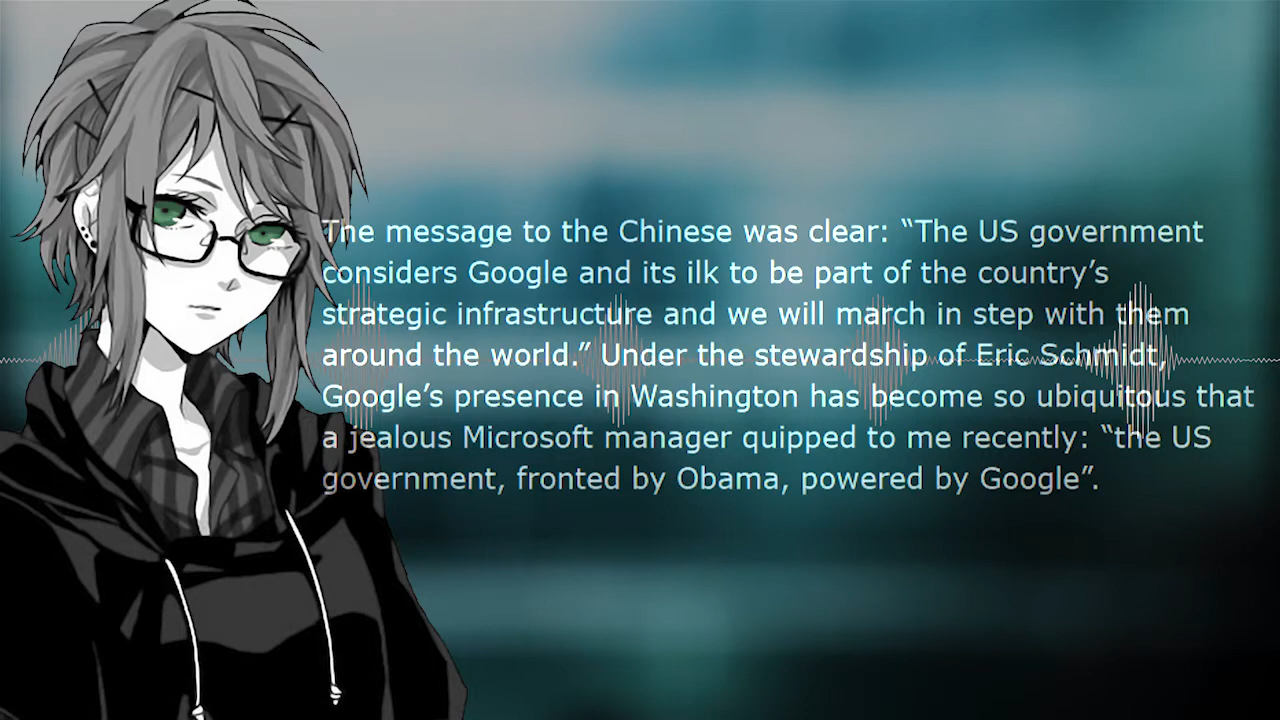 The message to the Chinese was clear: “The US government
considers Google and its ilk to be part of the country’s
strategic infrastructure and we will march in step with them
around the world.” Under the stewardship of Eric Schmidt,
Google’s presence in Washington has become so ubiquitous that
a jealous Microsoft manager quipped to me recently: “the US
government, fronted by Obama, powered by Google”.